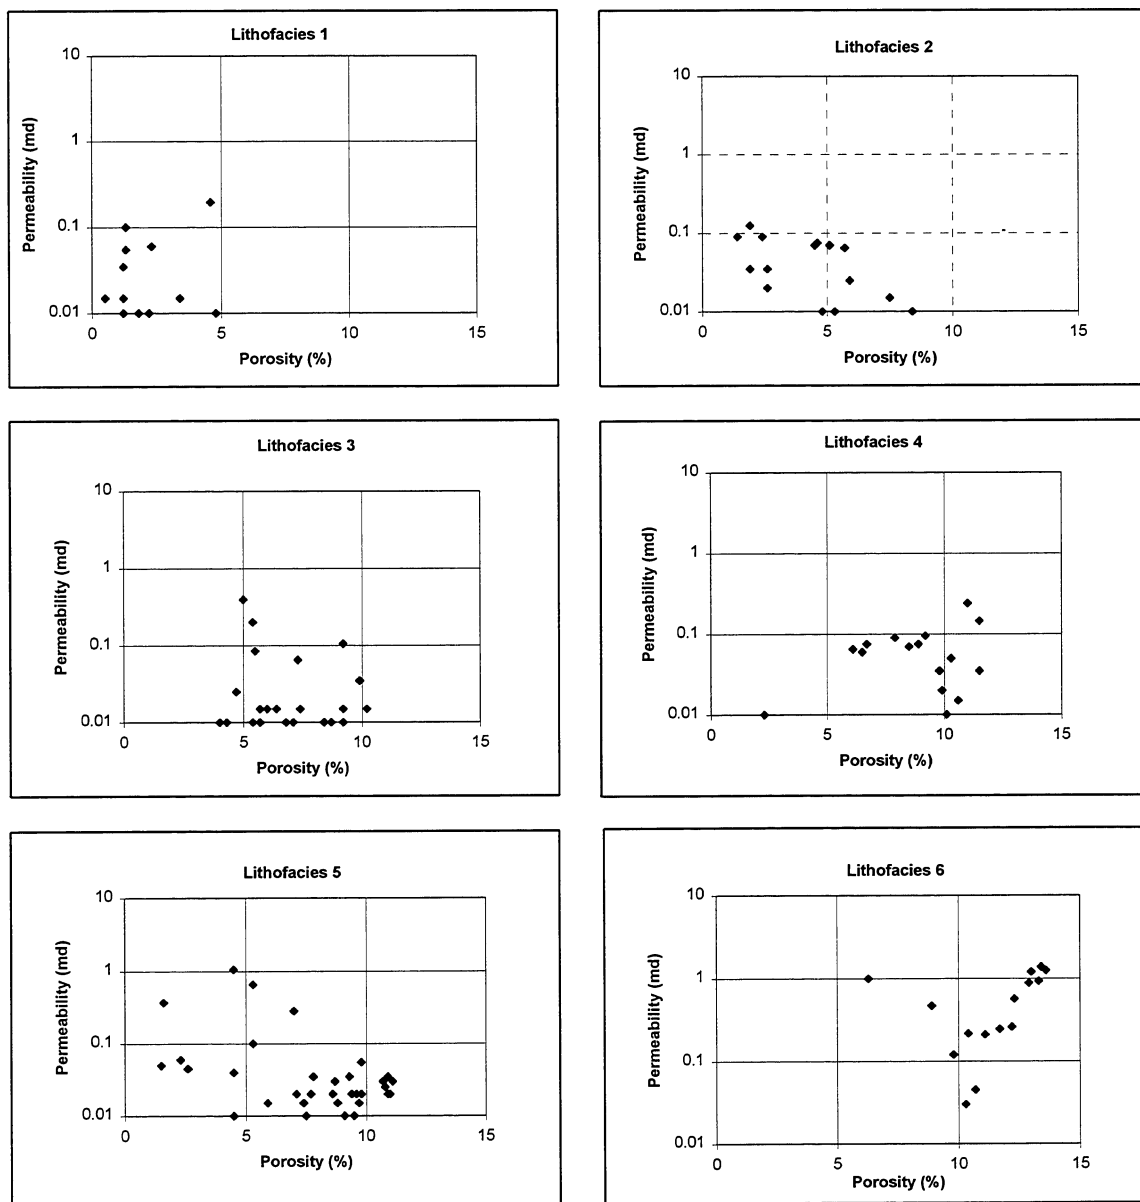 Lithofacies 1
Permeability (md)
10
1
0.1
0.01
0
5
10
15
Porosity (%)
Lithofacies 2
Permeability (md)
10
1
0.1
0.01
0
5
10
15
Porosity (%)
Lithofacies 3
Permeability (md)
10
1
0.1
0.01
0
5
10
15
Porosity (%)
Lithofacies 4
Permeability (md)
10
1
0.1
0.01
0
5
10
15
Porosity (%)
Lithofacies 5
Permeability (md)
10
1
0.1
0.01
0
5
10
15
Porosity (%)
Lithofacies 6
Permeability (md)
10
1
0.1
0.01
0
5
10
15
Porosity (%)